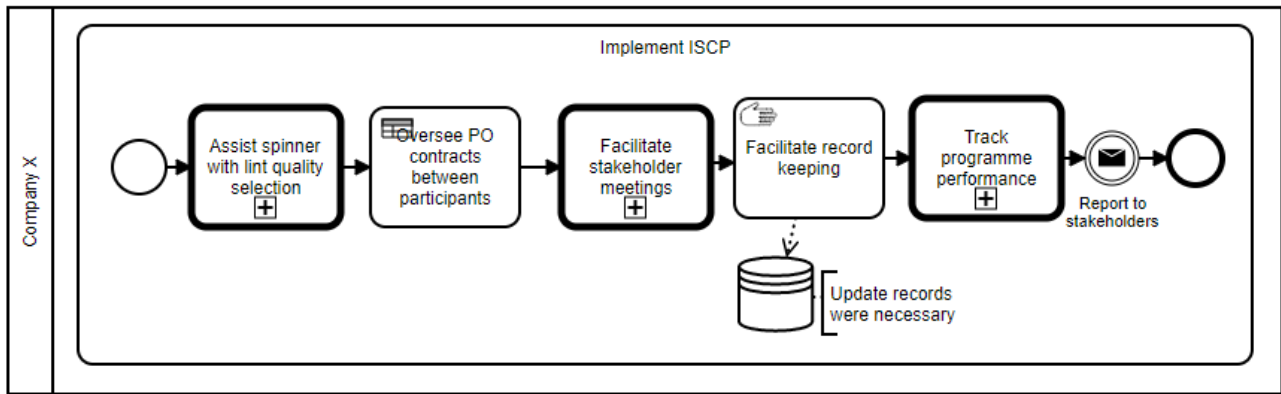 Implement ISCP
Company X
Assist spinner
with lint quality
selection
Oversee PO
contracts
between
participants
Facilitate
stakeholder
meetings
Facilitate record
keeping
Track
programme
performance
Report to
stakeholders
Update records
were necessary